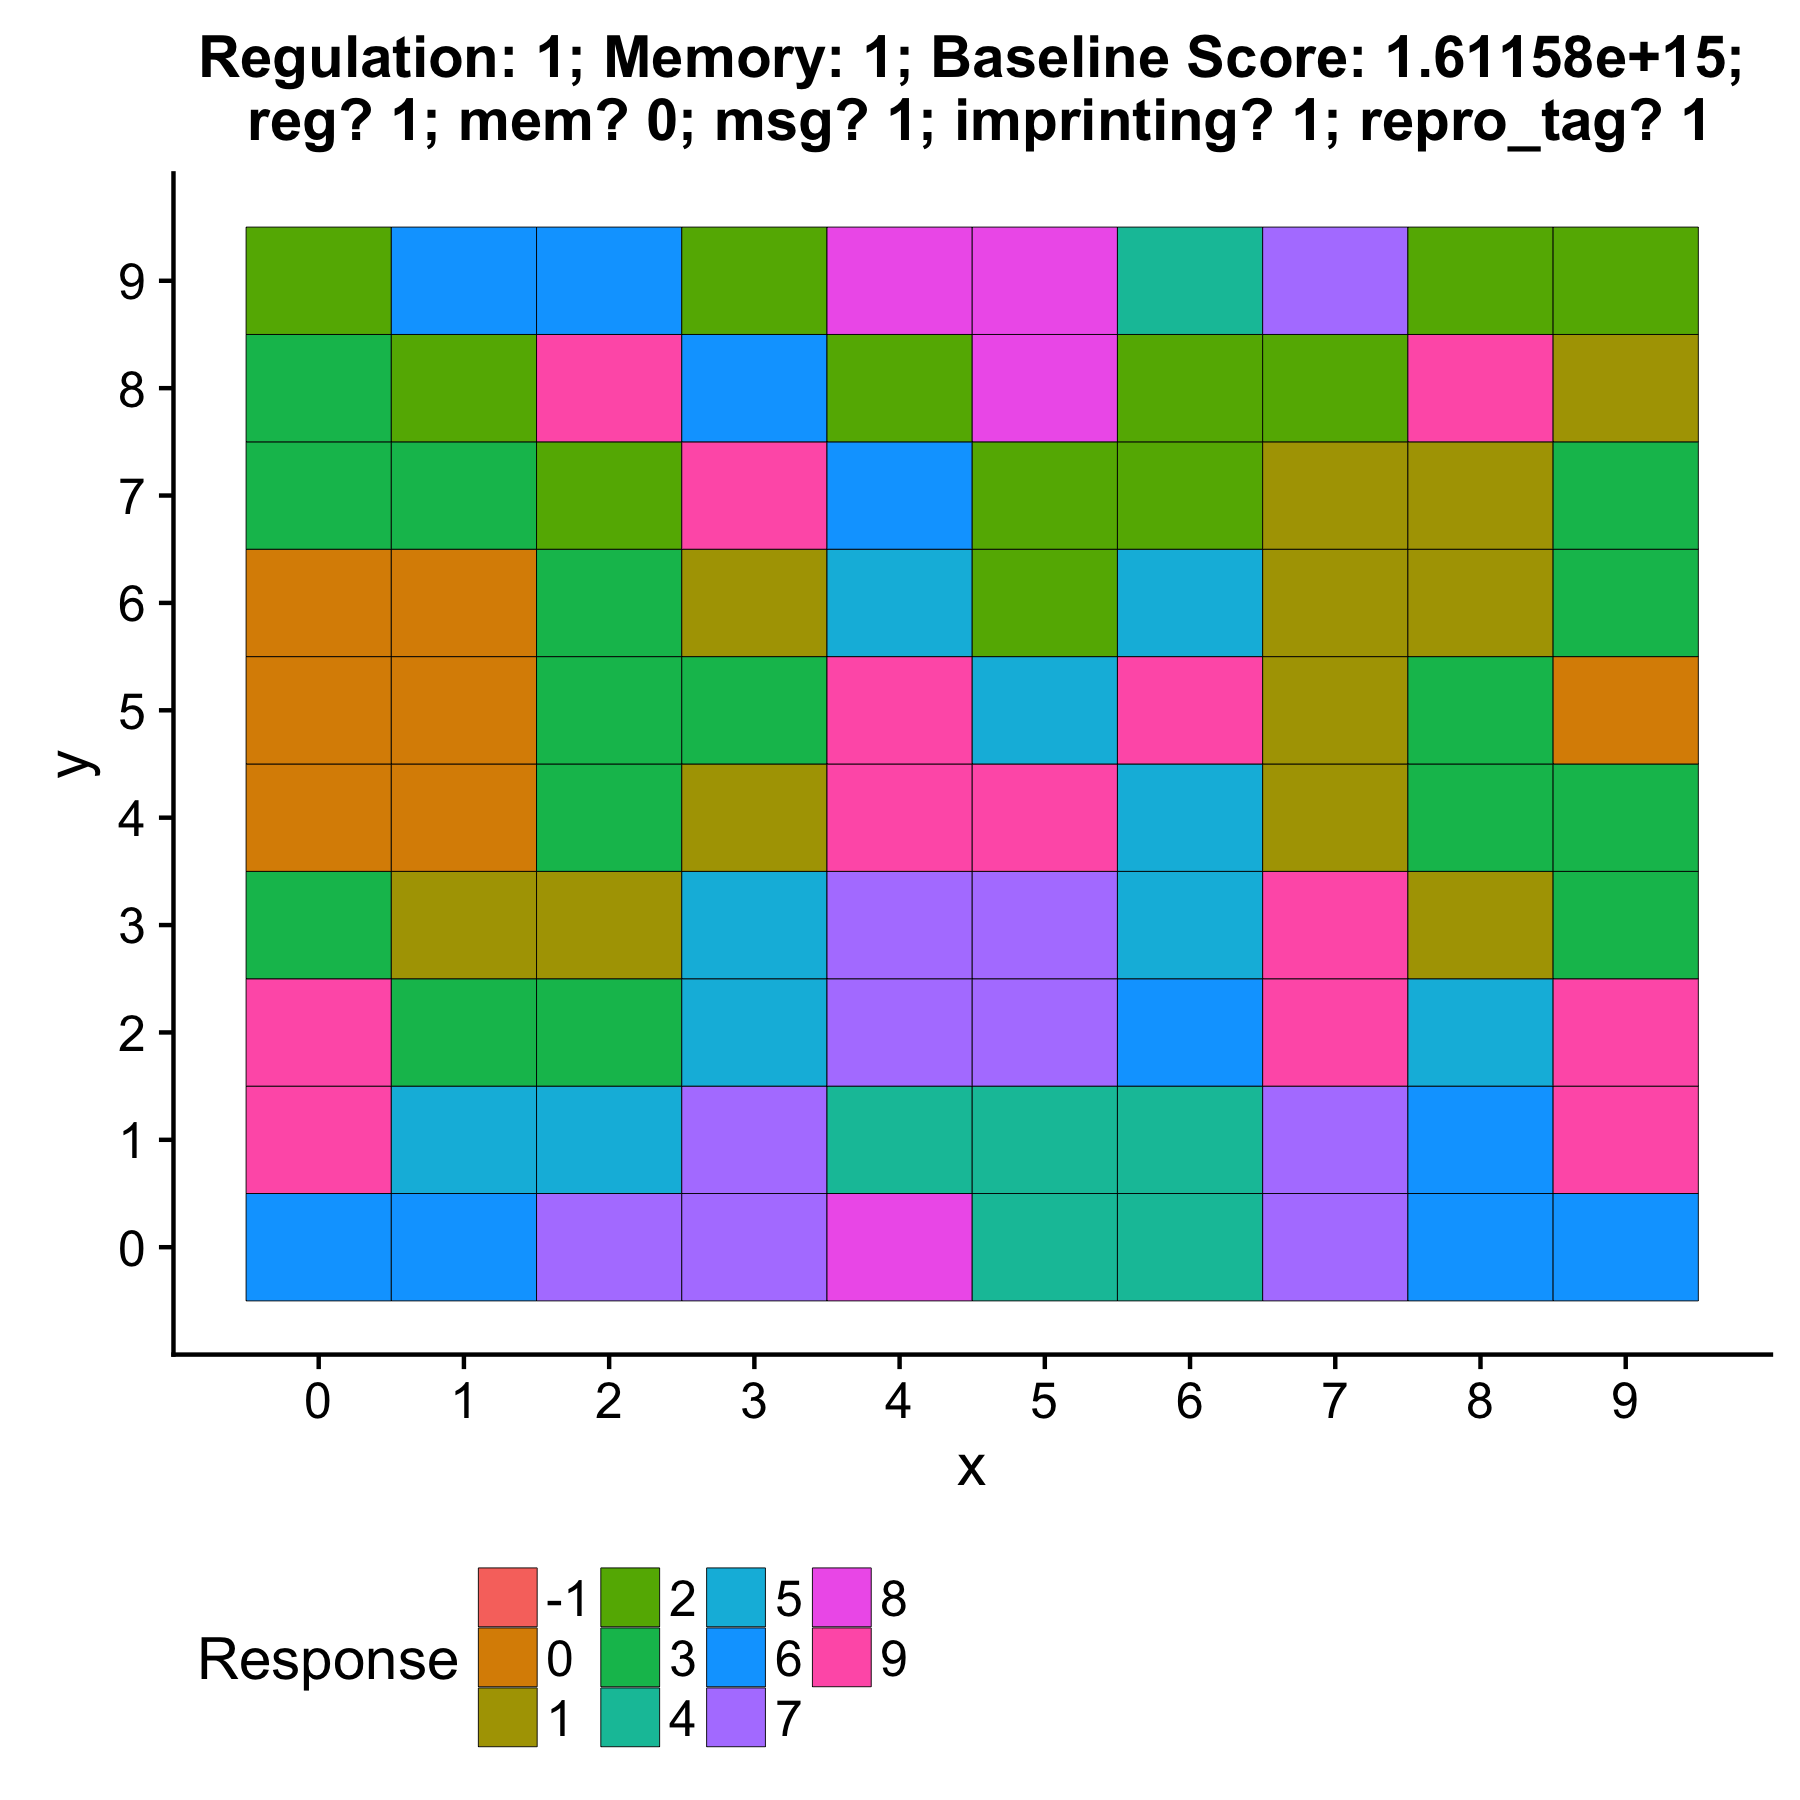 Regulation: 1; Memory: 1; Baseline Score: 1.61158e+15;
reg? 1; mem? 0; msg? 1; imprinting? 1; repro_tag? 1
9
8
7
6
5
4
3
2
1
0
y
0 1 2 3 4 5 6 7 8 9
x
Response
-1 2 5 8
0 3 6 9
1 4 7